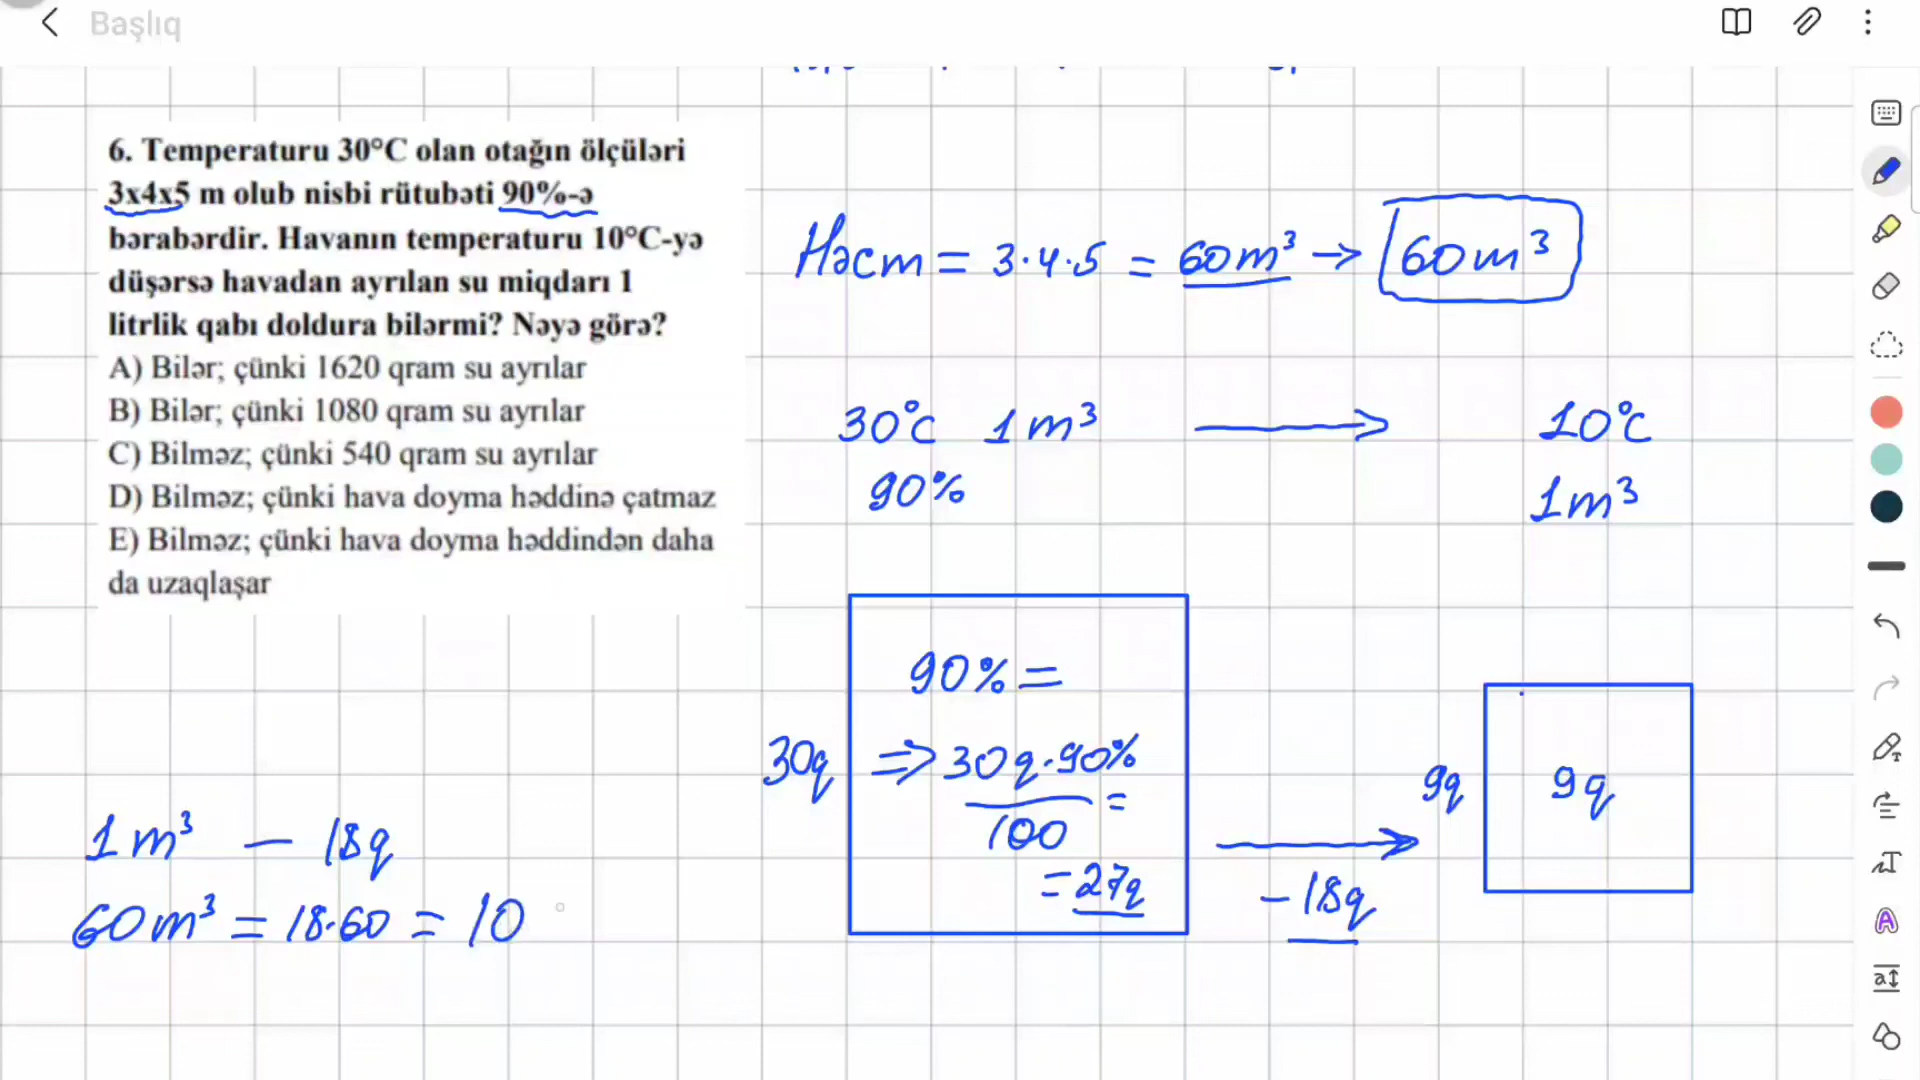 Başlıq
6. Temperaturu 30°C olan otağın ölçüləri
3x4x5 m olub nisbi rütubəti 90%-ə
bərabərdir. Havanın temperaturu 10°C-yə
düşərsə havadan ayrılan su miqdarı 1
litrlik qabı doldura bilərmi? Nəyə görə?
A) Bilər; çünki 1620 qram su ayrılar
B) Bilər; çünki 1080 qram su ayrılar
C) Bilməz; çünki 540 qram su ayrılar
D) Bilməz; çünki hava doyma həddinə çatmaz
E) Bilməz; çünki hava doyma həddindən daha
da uzaqlaşar
Həcm = 3·4·5 = 60m³ → 60m³
30°C 1m³ → 10°C
90% 1m³
90% =
30q ⇒ 30q·90%
100 =
= 27q
-18q
9q 9q
1m³ — 18q
60m³ = 18·60 = 10